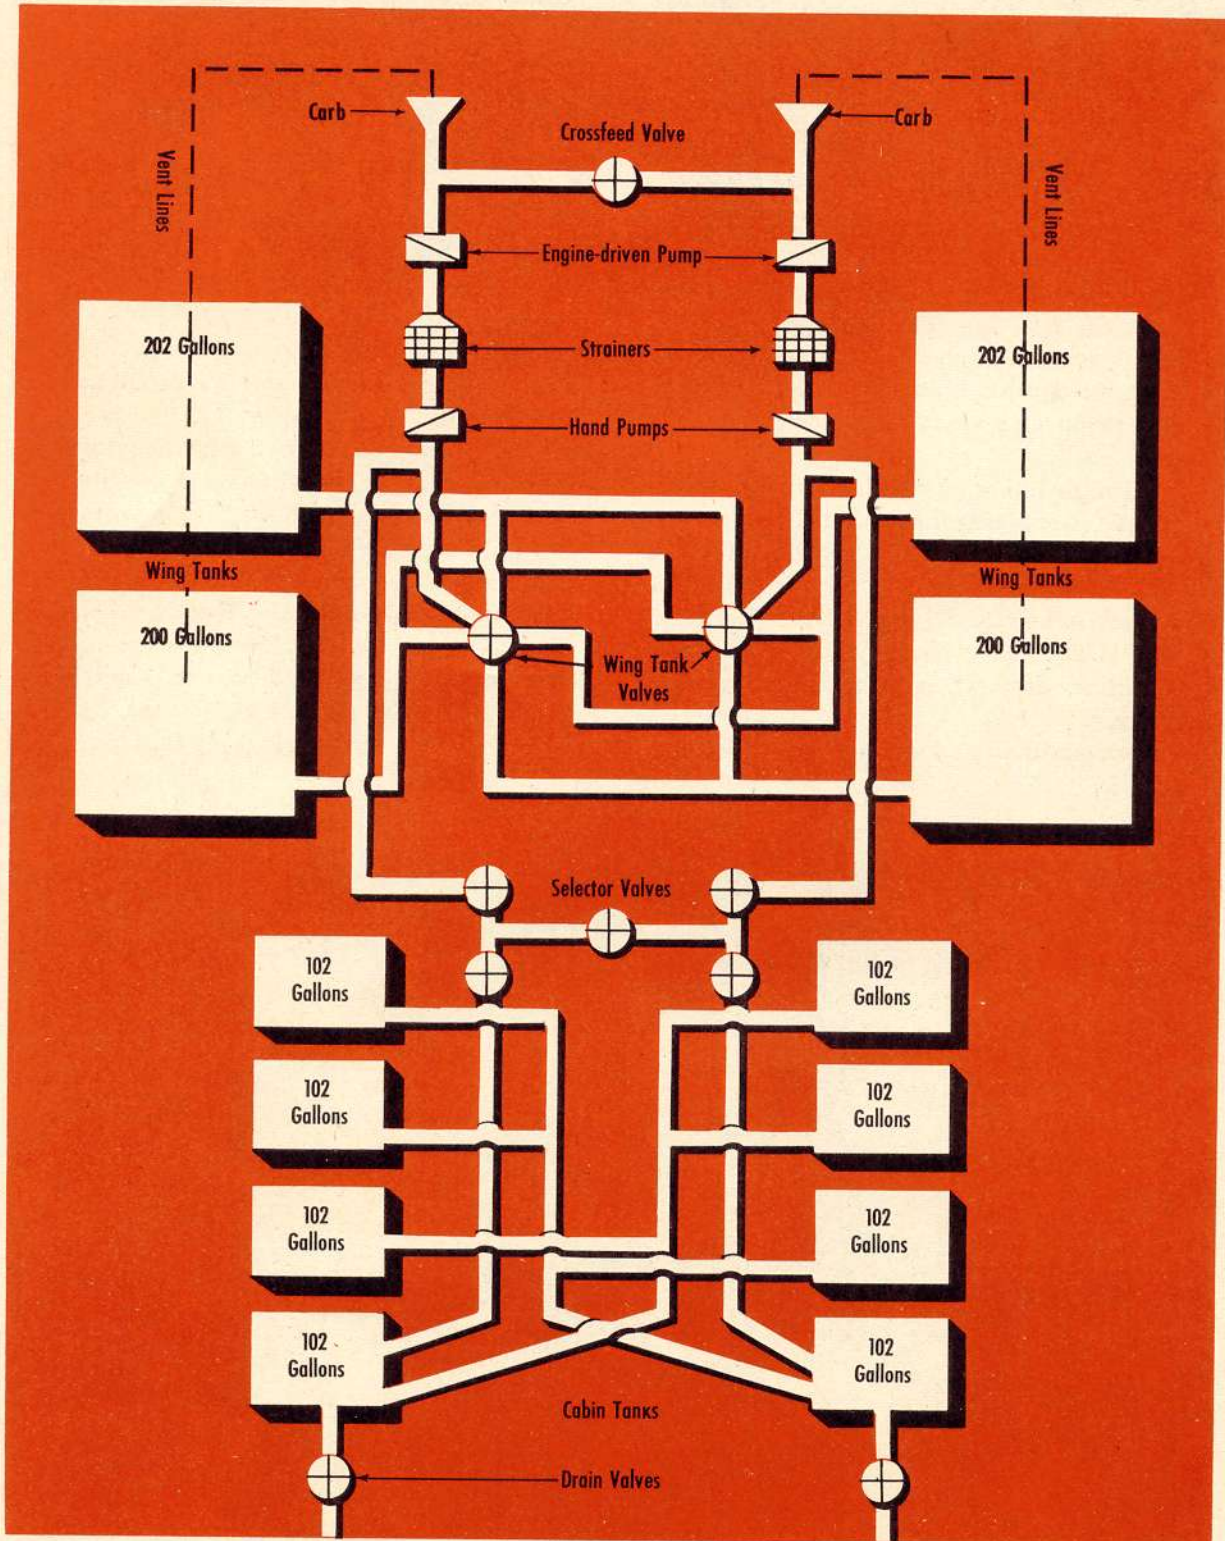 Carb
Carb
Crossfeed Valve
Vent Lines
Vent Lines
Engine-driven Pump
202 Gallons
Strainers
202 Gallons
Hand Pumps
Wing Tanks
Wing Tanks
200 Gallons
200 Gallons
Wing Tank
Valves
Selector Valves
102
Gallons
102
Gallons
102
Gallons
102
Gallons
102
Gallons
102
Gallons
102
Gallons
102
Gallons
Cabin Tanks
Drain Valves